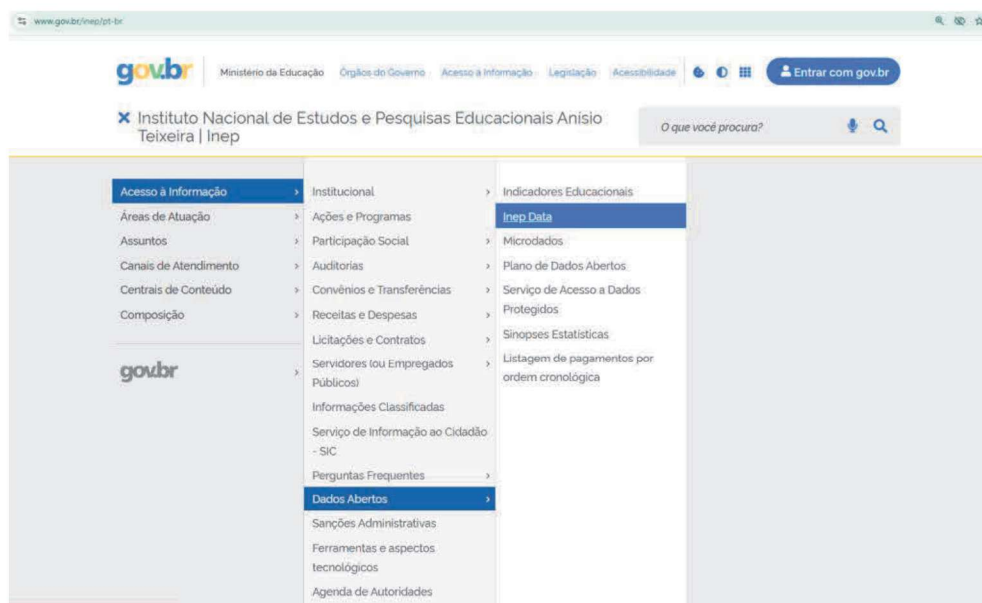 www.gov.br/inep/pt-br
gov.br
Ministério da Educação
Órgãos do Governo
Acesso à Informação
Legislação
Acessibilidade
Entrar com gov.br
Instituto Nacional de Estudos e Pesquisas Educacionais Anísio
Teixeira | Inep
O que você procura?
Acesso à Informação
Áreas de Atuação
Assuntos
Canais de Atendimento
Centrais de Conteúdo
Composição
gov.br
Institucional
Ações e Programas
Participação Social
Auditorias
Convênios e Transferências
Receitas e Despesas
Licitações e Contratos
Servidores (ou Empregados
Públicos)
Informações Classificadas
Serviço de Informação ao Cidadão
- SIC
Perguntas Frequentes
Dados Abertos
Sanções Administrativas
Ferramentas e aspectos
tecnológicos
Agenda de Autoridades
Indicadores Educacionais
Inep Data
Microdados
Plano de Dados Abertos
Serviço de Acesso a Dados
Protegidos
Sinopses Estatísticas
Listagem de pagamentos por
ordem cronológica